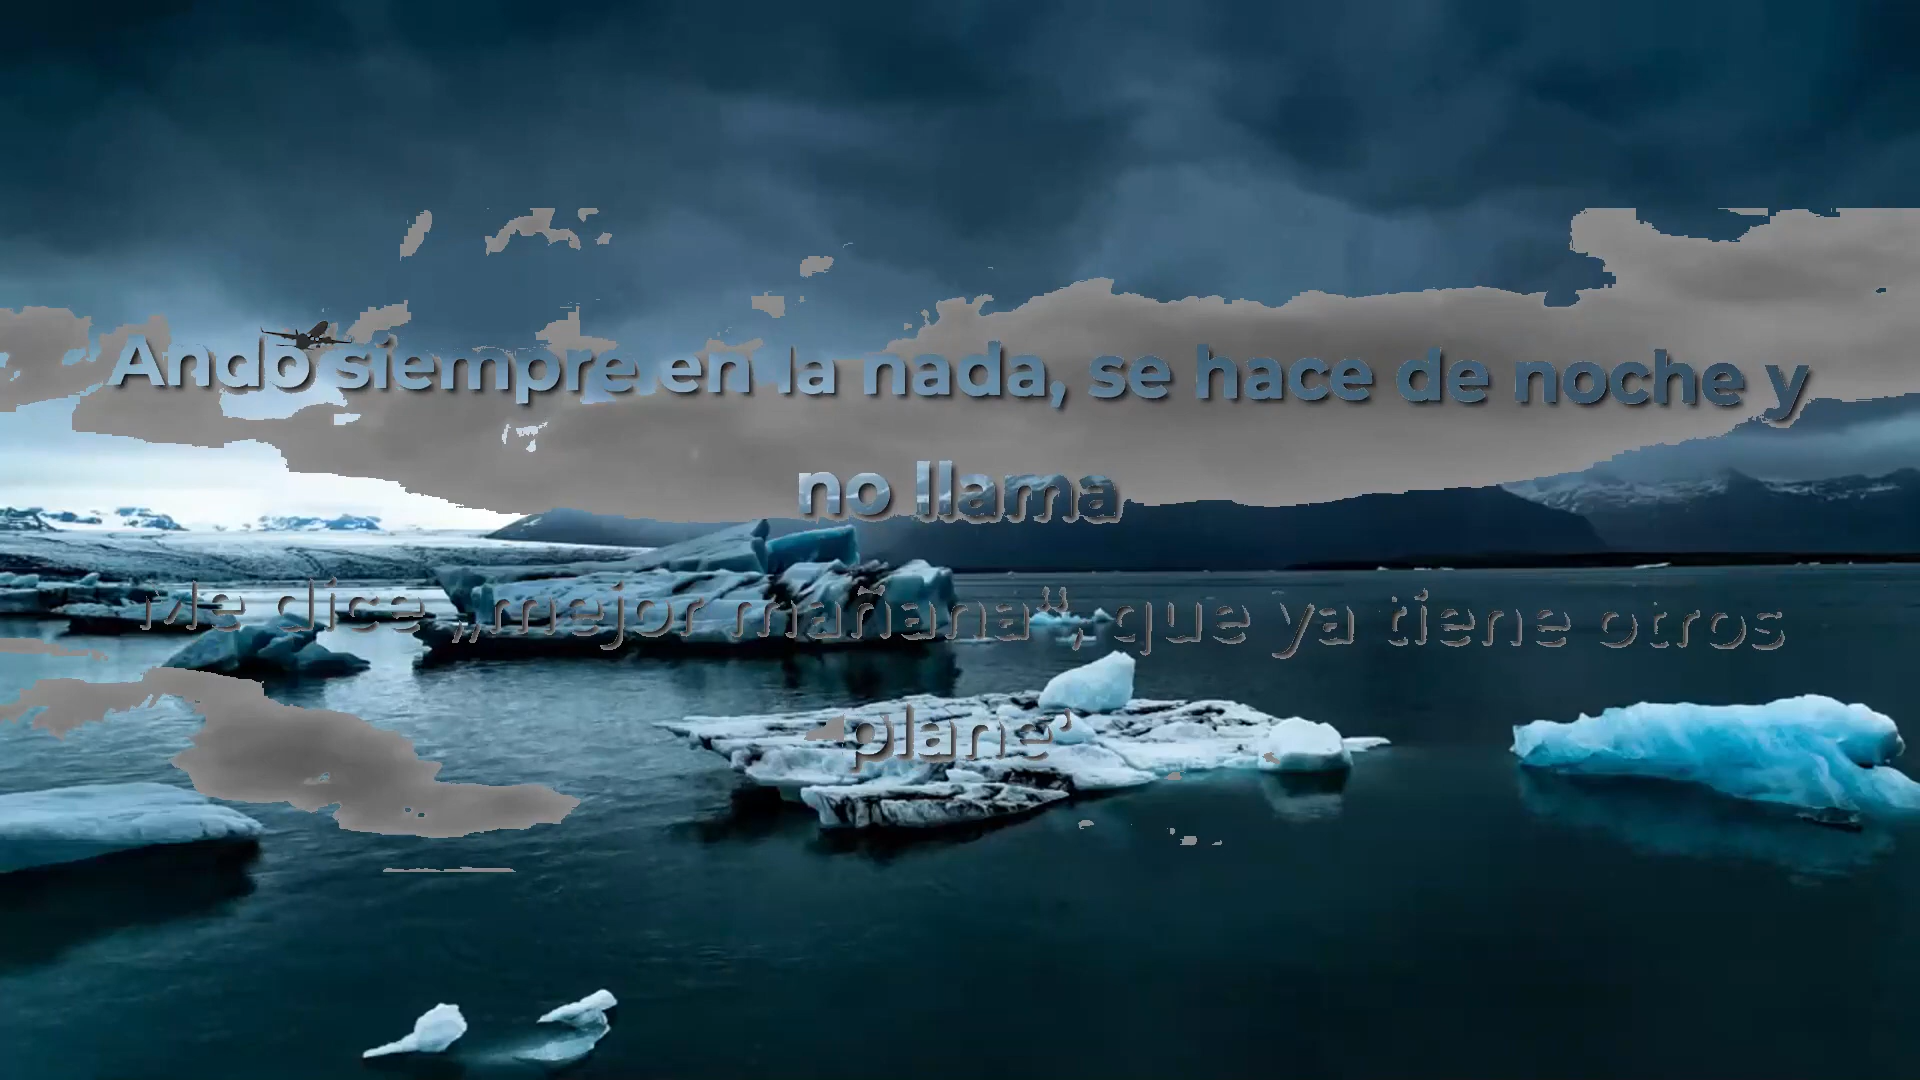 Ando siempre en la nada, se hace de noche y
no llama
Me dice „mejor mañana“, que ya tiene otros